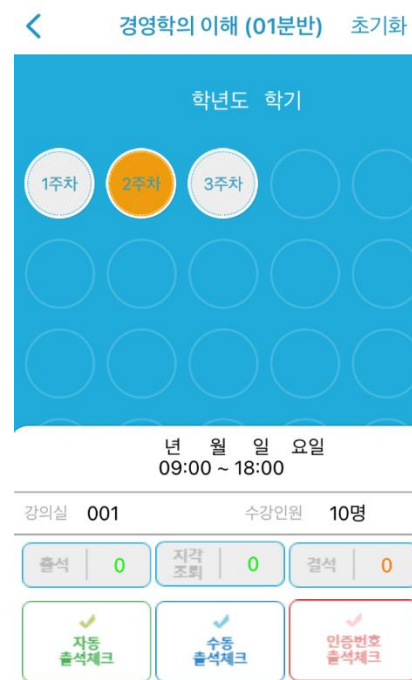 경영학의 이해 (01분반) 초기화
학년도 학기
1주차 2주차 3주차
년 월 일 요일
09:00 ~ 18:00
강의실 001 수강인원 10명
출석 0 지각 조퇴 0 결석 0
자동 출석체크
수동 출석체크
인증번호 출석체크